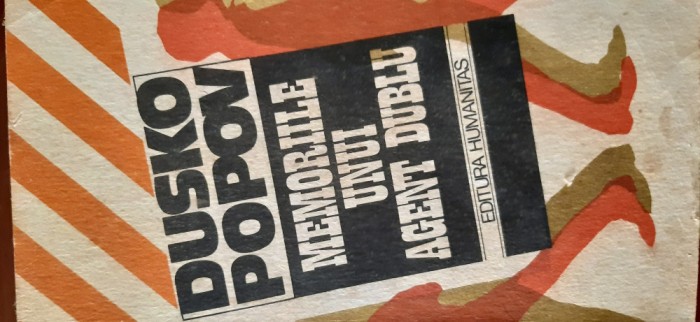 DUSKO
POPOV
MEMORIILE
UNUI
AGENT DUBLU
EDITURA HUMANITAS